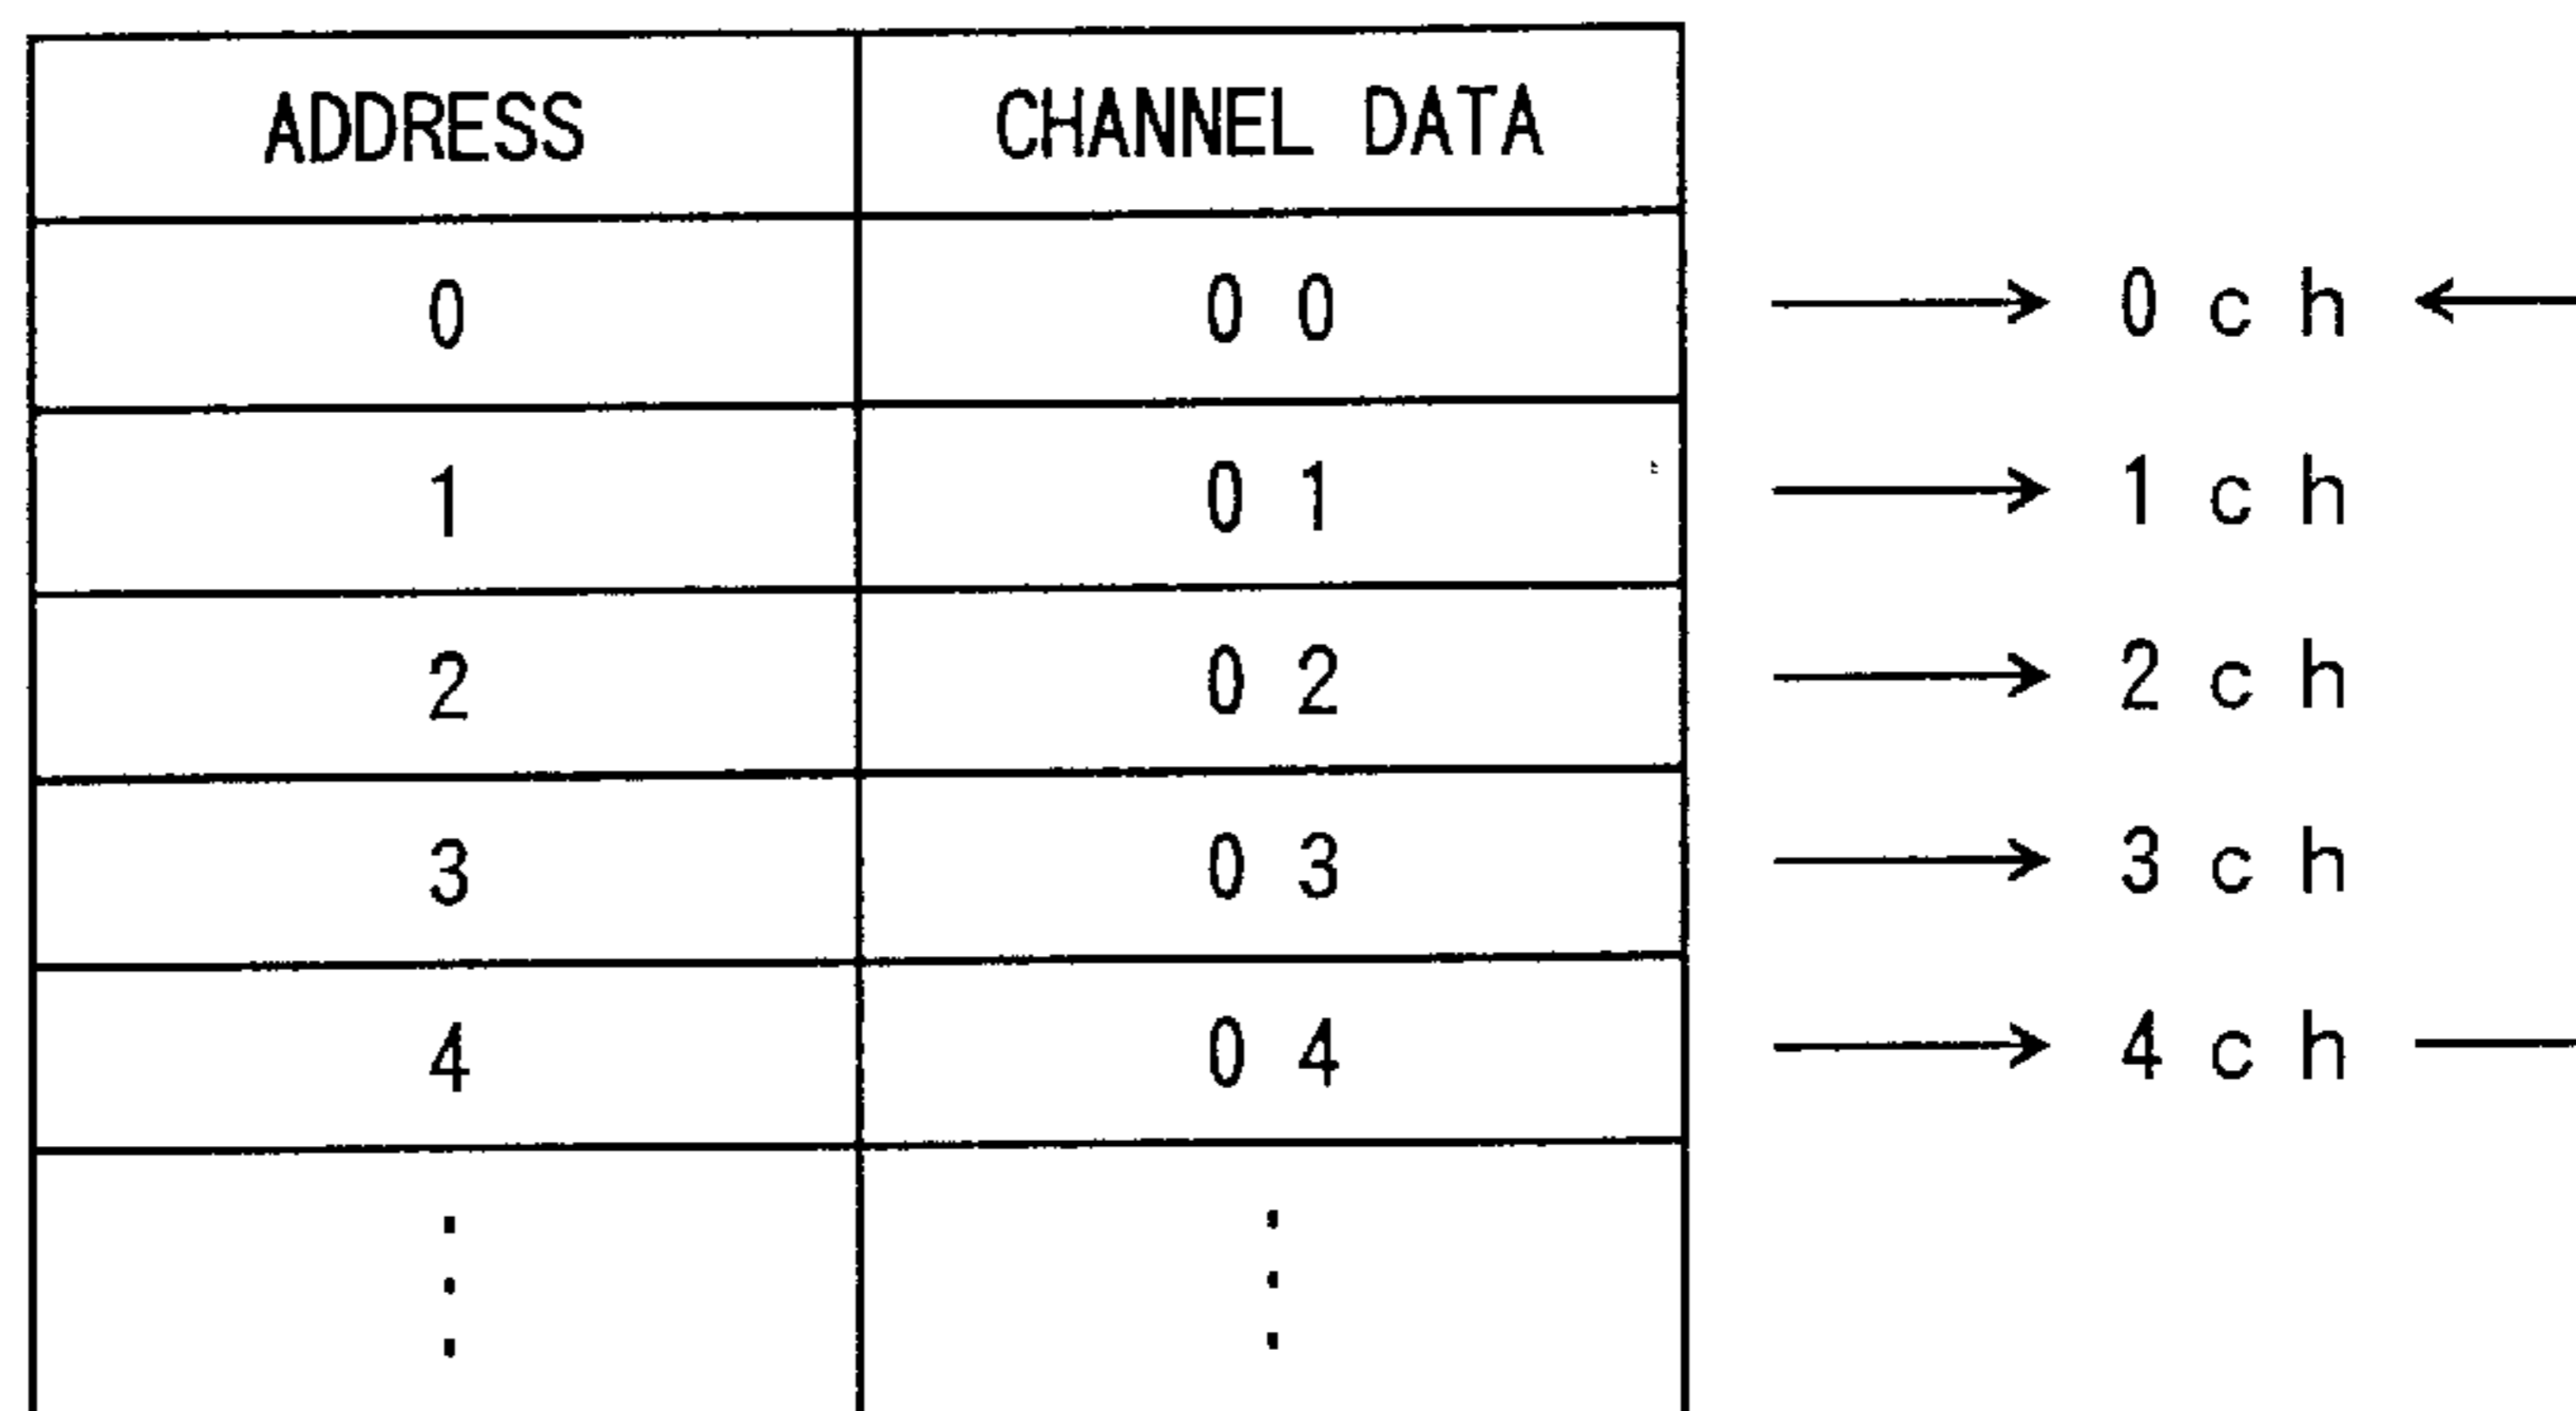 ADDRESS CHANNEL DATA
0 0 0 → 0 c h ←
1 0 1 → 1 c h
2 0 2 → 2 c h
3 0 3 → 3 c h
4 0 4 → 4 c h